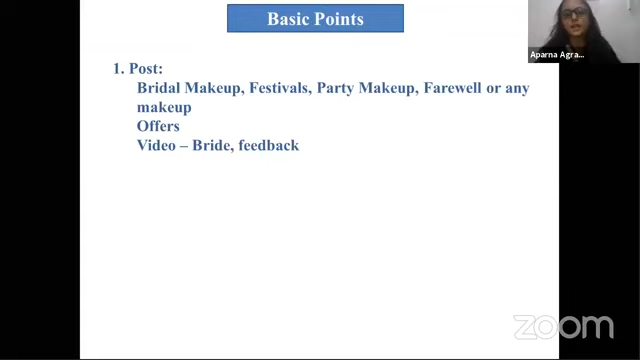 Basic Points
Aparna Agra...
1. Post:
Bridal Makeup, Festivals, Party Makeup, Farewell or any
makeup
Offers
Video – Bride, feedback
zoom